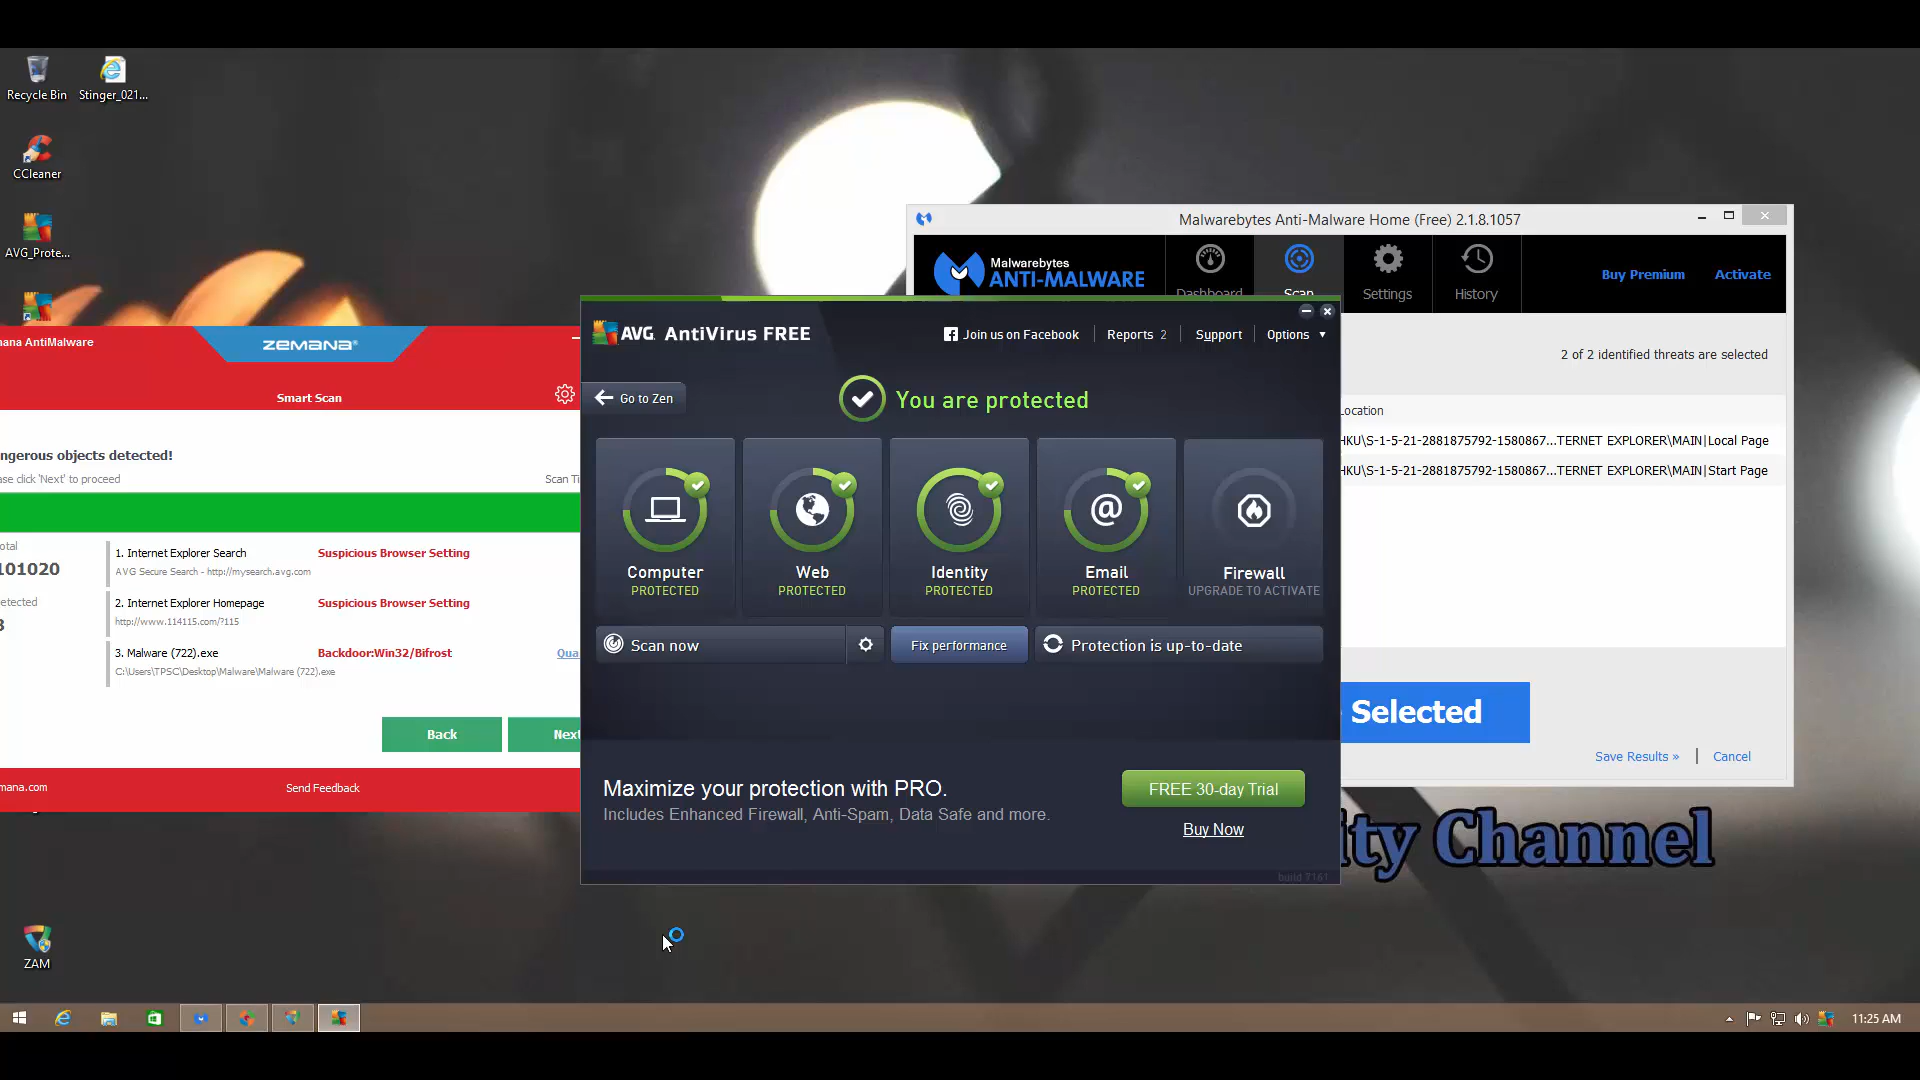 Recycle Bin
Stinger_021...
CCleaner
AVG_Prote...
Malwarebytes Anti-Malware Home (Free) 2.1.8.1057
Malwarebytes
ANTI-MALWARE
Dashboard
Scan
Settings
History
Buy Premium
Activate
2 of 2 identified threats are selected
Location
HKU\S-1-5-21-2881875792-1580867...TERNET EXPLORER\MAIN|Local Page
HKU\S-1-5-21-2881875792-1580867...TERNET EXPLORER\MAIN|Start Page
Selected
Save Results »
Cancel
ana AntiMalware
ZEMANA®
Smart Scan
ngerous objects detected!
ase click 'Next' to proceed
Scan Ti
otal
101020
etected
3
1. Internet Explorer Search
Suspicious Browser Setting
AVG Secure Search - http://mysearch.avg.com
2. Internet Explorer Homepage
Suspicious Browser Setting
http://www.114115.com/?115
3. Malware (722).exe
Backdoor:Win32/Bifrost
Qua
C:\Users\TPSC\Desktop\Malware\Malware (722).exe
Back
Next
mana.com
Send Feedback
AVG. AntiVirus FREE
Join us on Facebook
Reports 2
Support
Options
Go to Zen
You are protected
Computer
PROTECTED
Web
PROTECTED
Identity
PROTECTED
@
Email
PROTECTED
Firewall
UPGRADE TO ACTIVATE
Scan now
Fix performance
Protection is up-to-date
Maximize your protection with PRO.
Includes Enhanced Firewall, Anti-Spam, Data Safe and more.
FREE 30-day Trial
Buy Now
build 7161
ity Channel
ZAM
11:25 AM